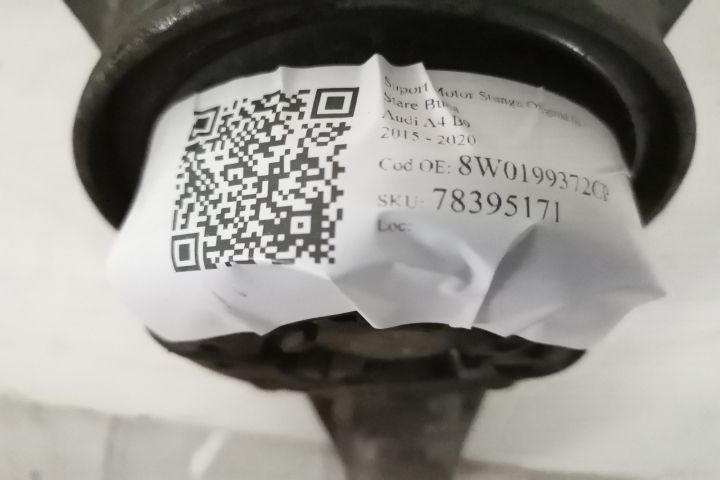 Suport Motor Stanga Original In
Stare Buna
Audi A4 B9
2015 - 2020
Cod OE: 8W0199372CP
SKU: 78395171
Loc: